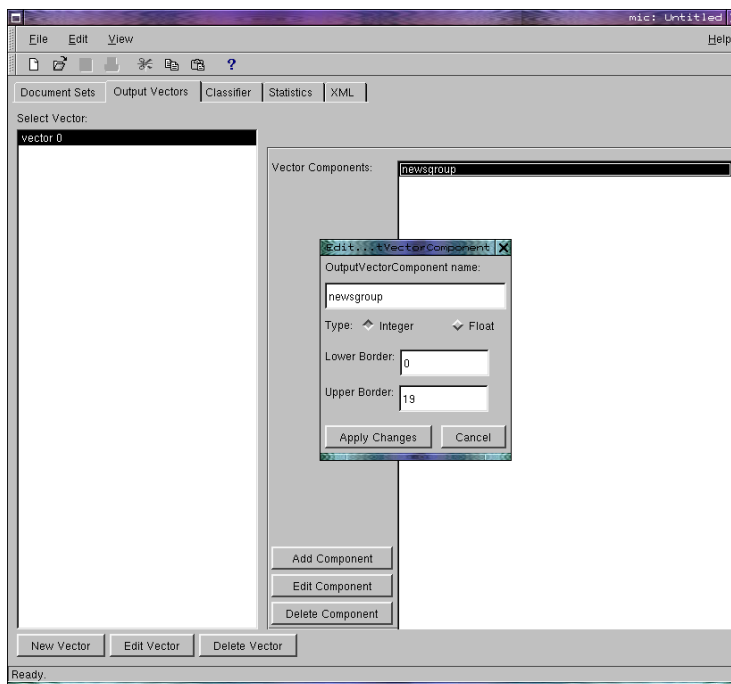 mic: Untitled
File Edit View Help
?
Document Sets Output Vectors Classifier Statistics XML
Select Vector:
vector 0
Vector Components:
newsgroup
Edit...tVectorComponent X
OutputVectorComponent name:
newsgroup
Type: Integer Float
Lower Border: 0
Upper Border: 19
Apply Changes Cancel
Add Component
Edit Component
Delete Component
New Vector Edit Vector Delete Vector
Ready.